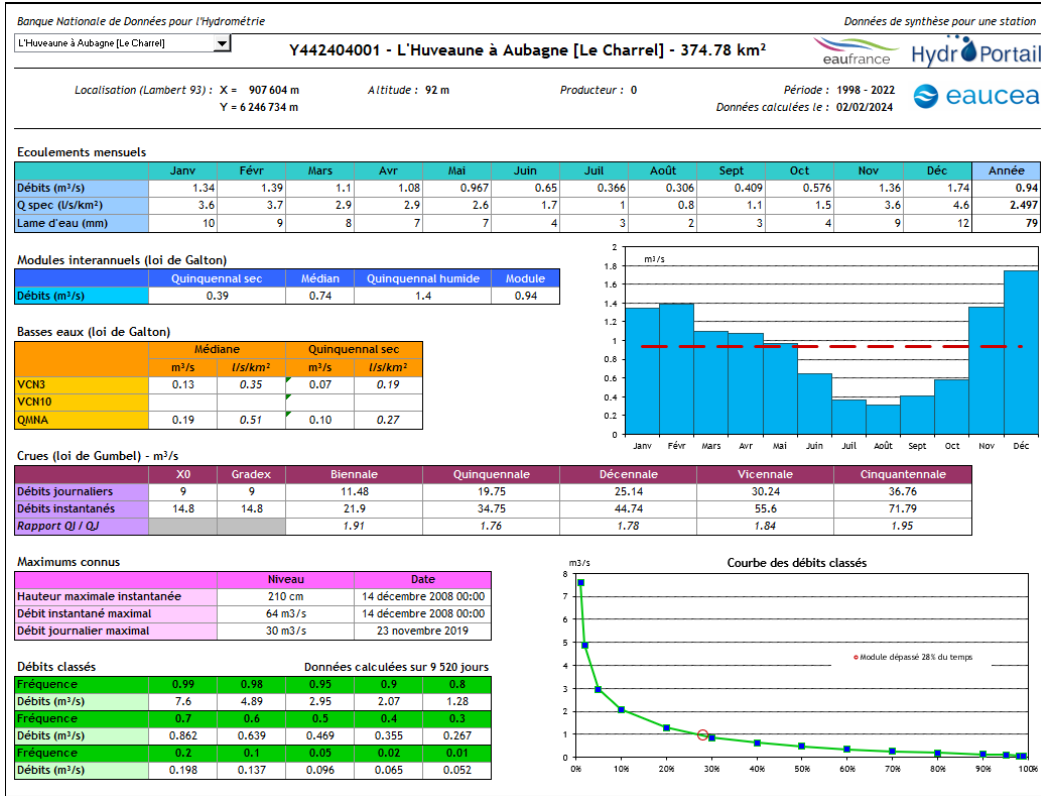 Banque Nationale de Données pour l'Hydrométrie Données de synthèse pour une station
L'Huveaune à Aubagne [Le Charrel] Y442404001 - L'Huveaune à Aubagne [Le Charrel] - 374.78 km² eaufrance HydrPortail
Localisation (Lambert 93) : X = 907 604 m Altitude : 92 m Producteur : 0 Période : 1998 - 2022
Y = 6 246 734 m Données calculées le : 02/02/2024 eaucea
Ecoulements mensuels
Janv Févr Mars Avr Mai Juin Juil Août Sept Oct Nov Déc Année
Débits (m³/s) 1.34 1.39 1.1 1.08 0.967 0.65 0.366 0.306 0.409 0.576 1.36 1.74 0.94
Q spec (l/s/km²) 3.6 3.7 2.9 2.9 2.6 1.7 1 0.8 1.1 1.5 3.6 4.6 2.497
Lame d'eau (mm) 10 9 8 7 7 4 3 2 3 4 9 12 79
Modules interannuels (loi de Galton)
Quinquennal sec Médian Quinquennal humide Module
Débits (m³/s) 0.39 0.74 1.4 0.94
Basses eaux (loi de Galton)
Médiane Quinquennal sec
m³/s l/s/km² m³/s l/s/km²
VCN3 0.13 0.35 0.07 0.19
VCN10
QMNA 0.19 0.51 0.10 0.27
m³/s
2
1.8
1.6
1.4
1.2
1
0.8
0.6
0.4
0.2
0
Janv Févr Mars Avr Mai Juin Juil Août Sept Oct Nov Déc
Crues (loi de Gumbel) - m³/s
X0 Gradex Biennale Quinquennale Décennale Vicennale Cinquantennale
Débits journaliers 9 9 11.48 19.75 25.14 30.24 36.76
Débits instantanés 14.8 14.8 21.9 34.75 44.74 55.6 71.79
Rapport QJ / QJ 1.91 1.76 1.78 1.84 1.95
Maximums connus
Niveau Date
Hauteur maximale instantanée 210 cm 14 décembre 2008 00:00
Débit instantané maximal 64 m3/s 14 décembre 2008 00:00
Débit journalier maximal 30 m3/s 23 novembre 2019
Débits classés Données calculées sur 9 520 jours
Fréquence 0.99 0.98 0.95 0.9 0.8
Débits (m³/s) 7.6 4.89 2.95 2.07 1.28
Fréquence 0.7 0.6 0.5 0.4 0.3
Débits (m³/s) 0.862 0.639 0.469 0.355 0.267
Fréquence 0.2 0.1 0.05 0.02 0.01
Débits (m³/s) 0.198 0.137 0.096 0.065 0.052
m3/s Courbe des débits classés
8
7
6
5
4
3
2
1
0
Module dépassé 28% du temps
0% 10% 20% 30% 40% 50% 60% 70% 80% 90% 100%